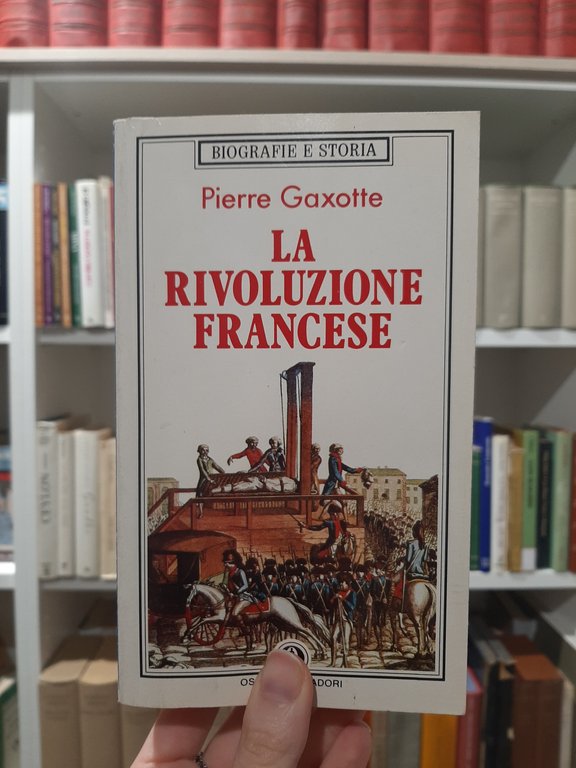 BIOGRAFIE E STORIA
Pierre Gaxotte
LA
RIVOLUZIONE
FRANCESE